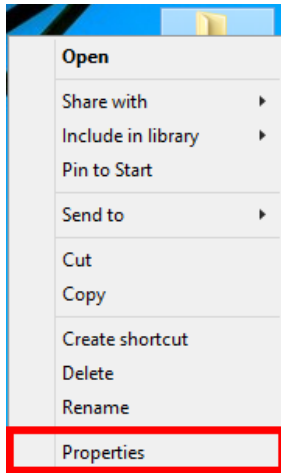 Open
Share with
Include in library
Pin to Start
Send to
Cut
Copy
Create shortcut
Delete
Rename
Properties